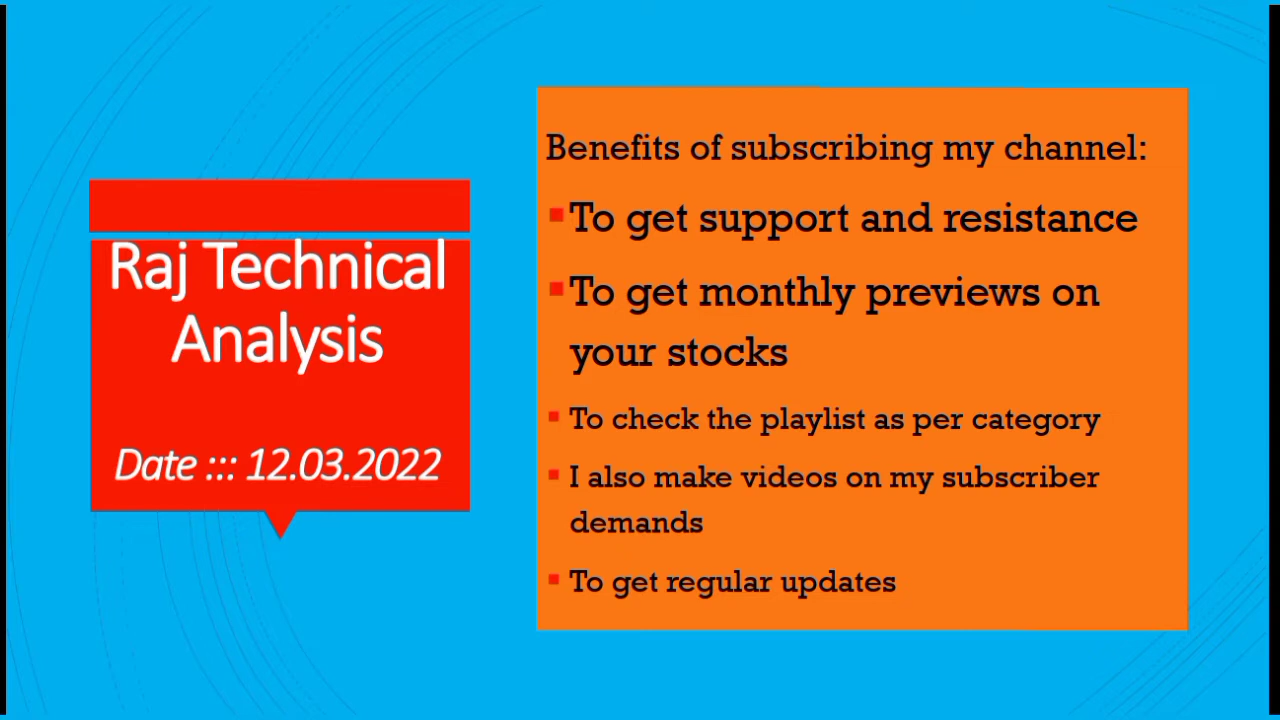 Raj Technical
Analysis
Date ::: 12.03.2022
Benefits of subscribing my channel:
▪To get support and resistance
▪To get monthly previews on
your stocks
▪To check the playlist as per category
▪I also make videos on my subscriber
demands
▪To get regular updates